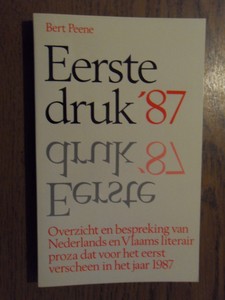 Bert Peene
Eerste
druk '87
druk '87
Eerste
Overzicht en bespreking van
Nederlands en Vlaams literair
proza dat voor het eerst
verscheen in het jaar 1987